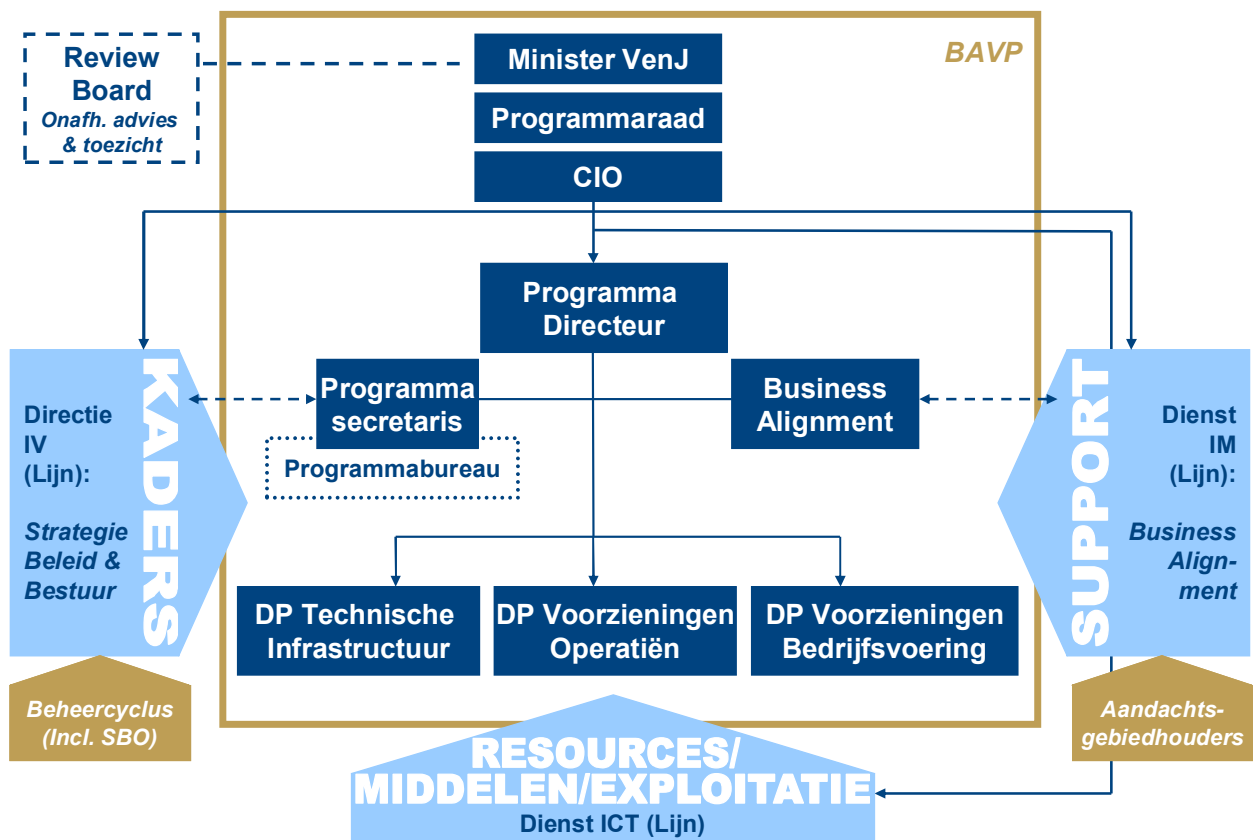 Review
Board
Onafh. advies
& toezicht
BAVP
Minister VenJ
Programmaraad
CIO
Programma
Directeur
Programma
secretaris
Programmabureau
Business
Alignment
KADERS
Directie
IV
(Lijn):
Strategie
Beleid &
Bestuur
SUPPORT
Dienst
IM
(Lijn):
Business
Align-
ment
DP Technische
Infrastructuur
DP Voorzieningen
Operatiën
DP Voorzieningen
Bedrijfsvoering
Beheercyclus
(Incl. SBO)
Aandachts-
gebiedhouders
RESOURCES/
MIDDELEN/EXPLOITATIE
Dienst ICT (Lijn)